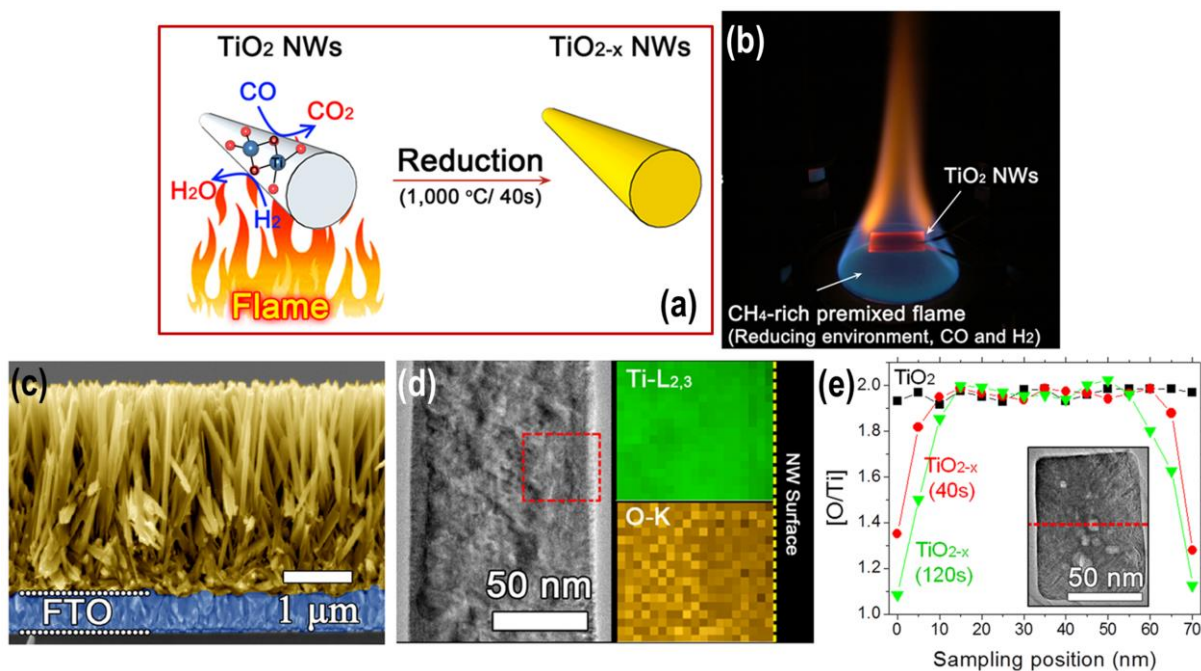 TiO2 NWs
TiO2-x NWs
CO
CO2
Ti
H2O
H2
Reduction
(1,000 °C/ 40s)
Flame
(a)
(b)
TiO2 NWs
CH4-rich premixed flame
(Reducing environment, CO and H2)
(c)
FTO
1 μm
(d)
50 nm
Ti-L2,3
O-K
NW Surface
(e)
[O/Ti]
2.0
1.8
1.6
1.4
1.2
1.0
TiO2
TiO2-x
(40s)
TiO2-x
(120s)
50 nm
0 10 20 30 40 50 60 70
Sampling position (nm)